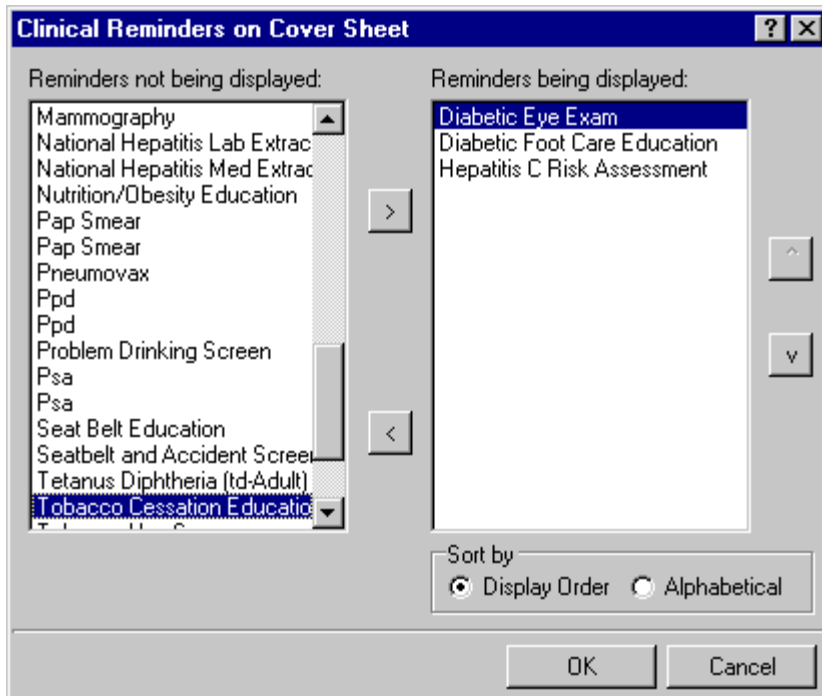 Clinical Reminders on Cover Sheet
Reminders not being displayed:
Mammography
National Hepatitis Lab Extrac
National Hepatitis Med Extrac
Nutrition/Obesity Education
Pap Smear
Pap Smear
Pneumovax
Ppd
Ppd
Problem Drinking Screen
Psa
Psa
Seat Belt Education
Seatbelt and Accident Screen
Tetanus Diphtheria (td-Adult)
Tobacco Cessation Educatio
>
<
Reminders being displayed:
Diabetic Eye Exam
Diabetic Foot Care Education
Hepatitis C Risk Assessment
^
v
Sort by
Display Order Alphabetical
OK Cancel